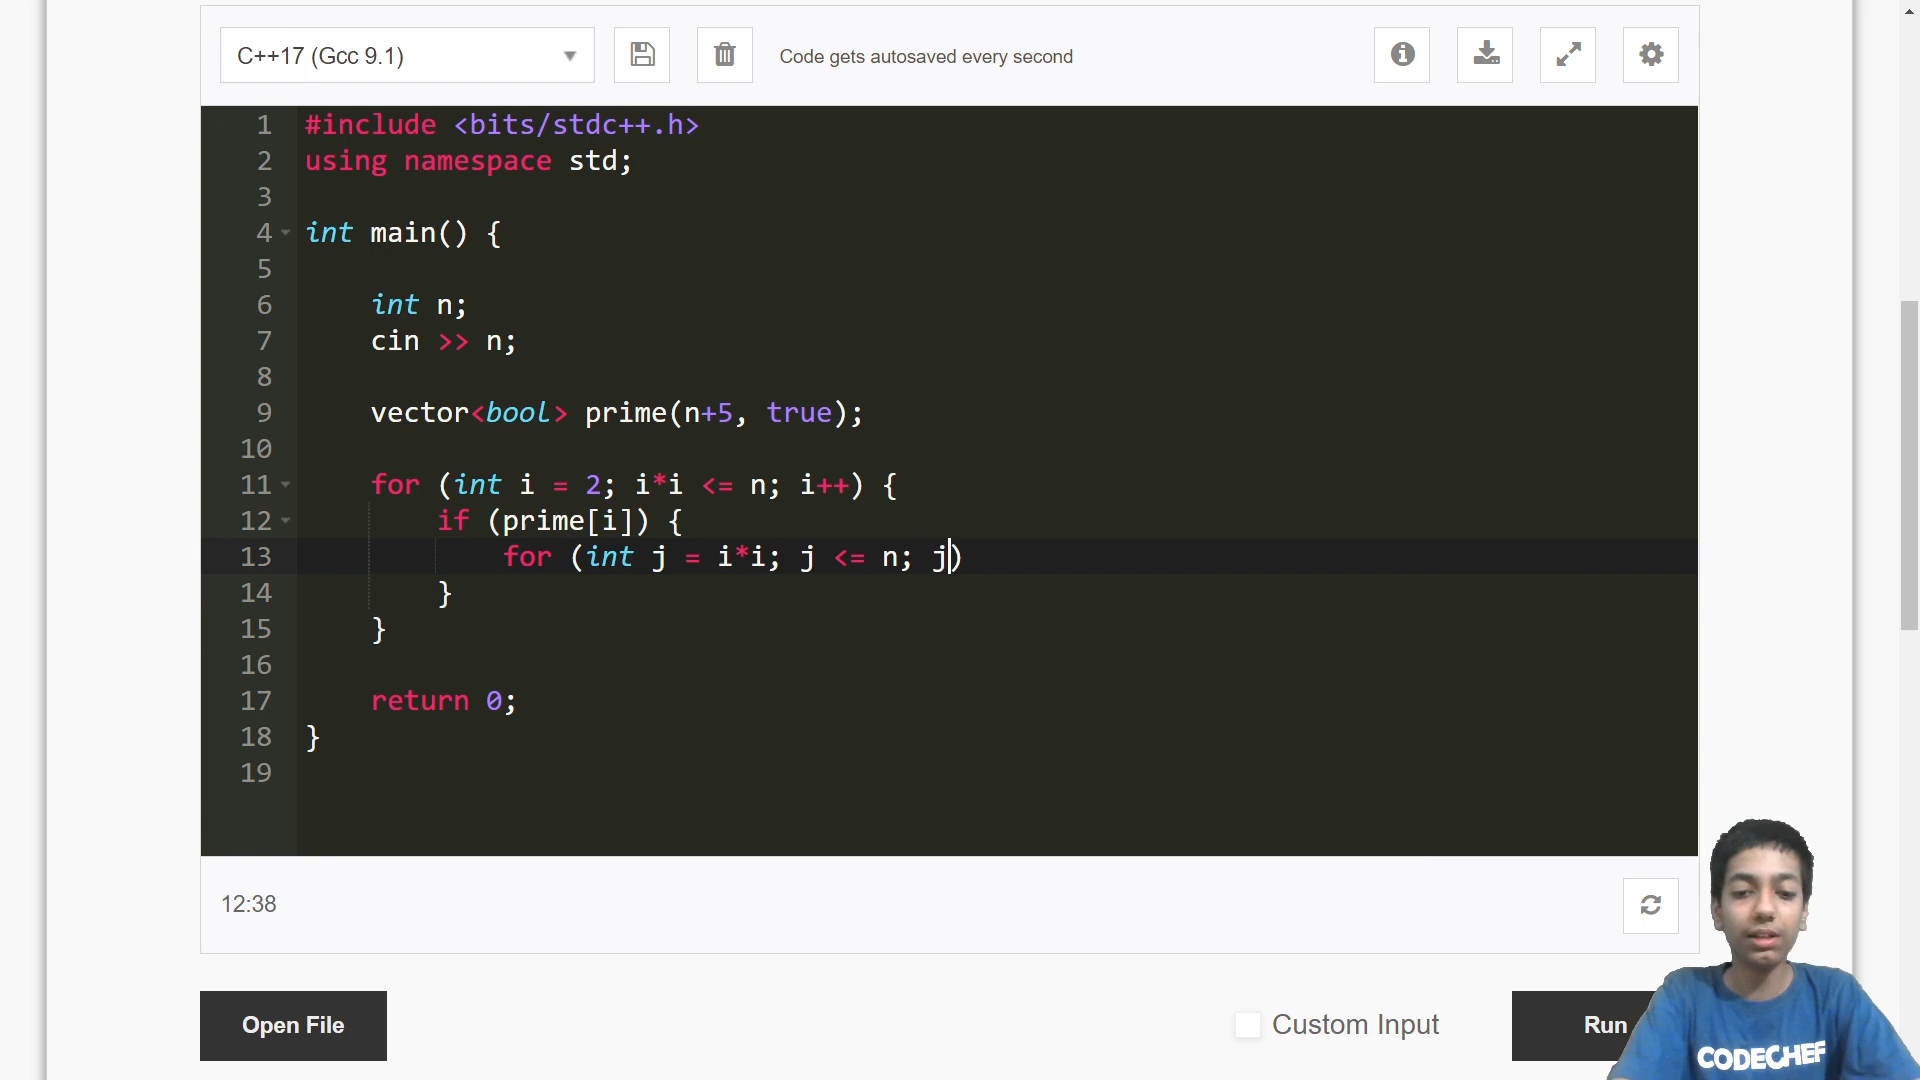 C++17 (Gcc 9.1)
Code gets autosaved every second
1 #include <bits/stdc++.h>
2 using namespace std;
3
4 int main() {
5
6 int n;
7 cin >> n;
8
9 vector<bool> prime(n+5, true);
10
11 for (int i = 2; i*i <= n; i++) {
12 if (prime[i]) {
13 for (int j = i*i; j <= n; j)
14 }
15 }
16
17 return 0;
18 }
19
12:38
Open File
Custom Input
Run
CODECHEF